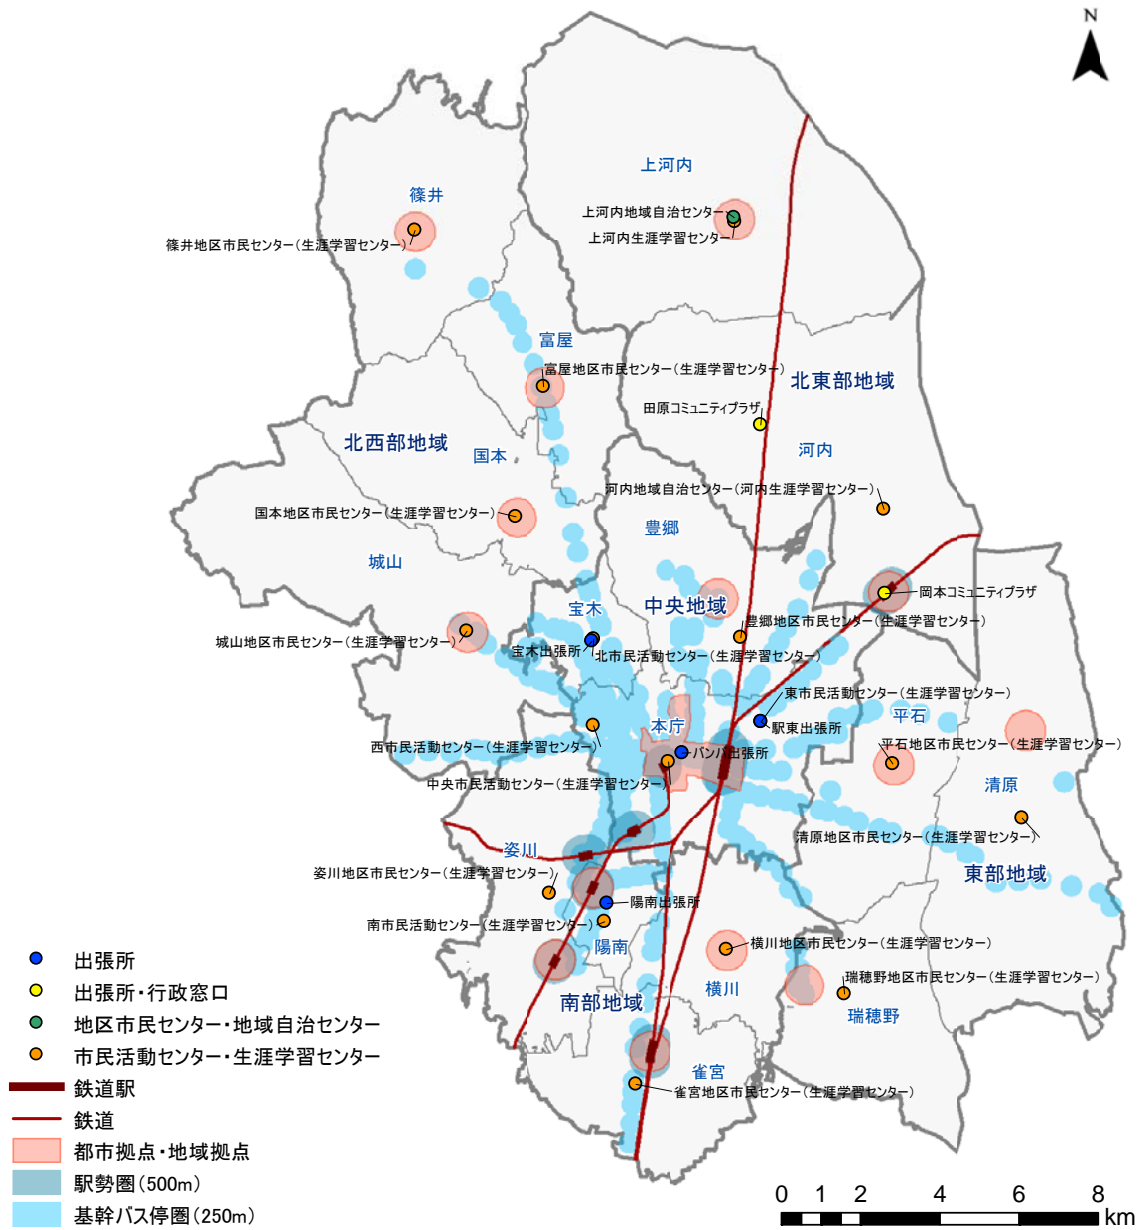 N
上河内
篠井
上河内地域自治センター
上河内生涯学習センター
篠井地区市民センター(生涯学習センター)
富屋
富屋地区市民センター(生涯学習センター)
北東部地域
田原コミュニティプラザ
北西部地域
国本
河内
河内地域自治センター(河内生涯学習センター)
国本地区市民センター(生涯学習センター)
豊郷
城山
岡本コミュニティプラザ
宝木
中央地域
豊郷地区市民センター(生涯学習センター)
城山地区市民センター(生涯学習センター)
宝木出張所
北市民活動センター(生涯学習センター)
東市民活動センター(生涯学習センター)
駅東出張所
平石
本庁
西市民活動センター(生涯学習センター)
バンバ出張所
平石地区市民センター(生涯学習センター)
中央市民活動センター(生涯学習センター)
清原
清原地区市民センター(生涯学習センター)
姿川
姿川地区市民センター(生涯学習センター)
東部地域
陽南出張所
南市民活動センター(生涯学習センター)
陽南
横川地区市民センター(生涯学習センター)
横川
瑞穂野地区市民センター(生涯学習センター)
南部地域
瑞穂野
雀宮
雀宮地区市民センター(生涯学習センター)
出張所
出張所・行政窓口
地区市民センター・地域自治センター
市民活動センター・生涯学習センター
鉄道駅
鉄道
都市拠点・地域拠点
駅勢圏(500m)
基幹バス停圏(250m)
0 1 2 4 6 8
km